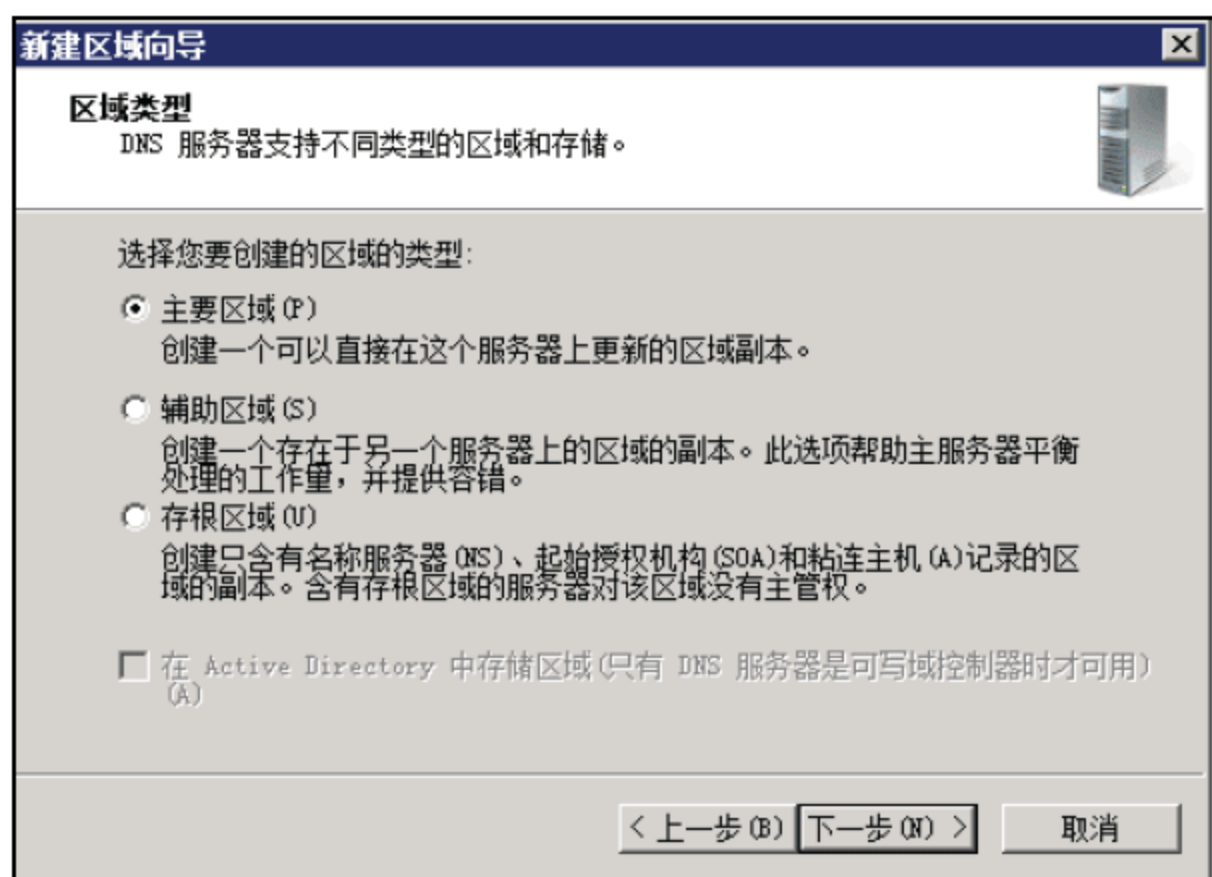 新建区域向导
区域类型
DNS 服务器支持不同类型的区域和存储。
选择您要创建的区域的类型:
主要区域(P)
创建一个可以直接在这个服务器上更新的区域副本。
辅助区域(S)
创建一个存在于另一个服务器上的区域的副本。此选项帮助主服务器平衡
处理的工作量，并提供容错。
存根区域(U)
创建只含有名称服务器(NS)、起始授权机构(SOA)和粘连主机(A)记录的区
域的副本。含有存根区域的服务器对该区域没有主管权。
在 Active Directory 中存储区域(只有 DNS 服务器是可写域控制器时才可用)
(A)
< 上一步(B) 下一步(N) > 取消